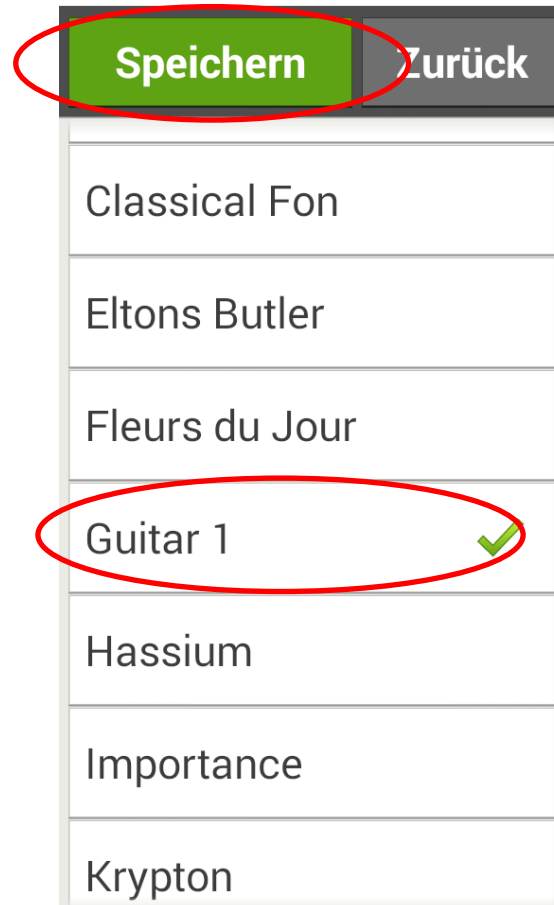 Speichern Zurück
Classical Fon
Eltons Butler
Fleurs du Jour
Guitar 1
Hassium
Importance
Krypton